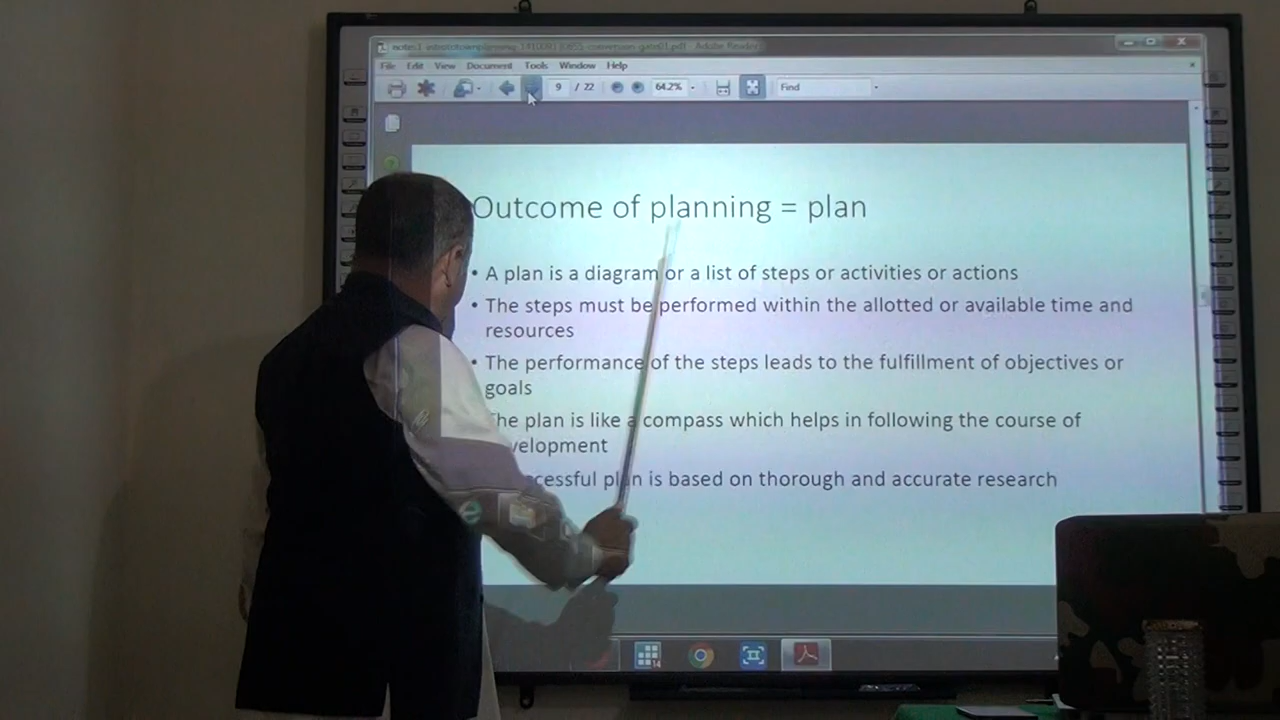 File Edit View Document Tools Window Help
9 / 22 64.2% Find
Outcome of planning = plan
• A plan is a diagram or a list of steps or activities or actions
• The steps must be performed within the allotted or available time and
resources
• The performance of the steps leads to the fulfillment of objectives or
goals
The plan is like a compass which helps in following the course of
velopment
cessful plan is based on thorough and accurate research
14